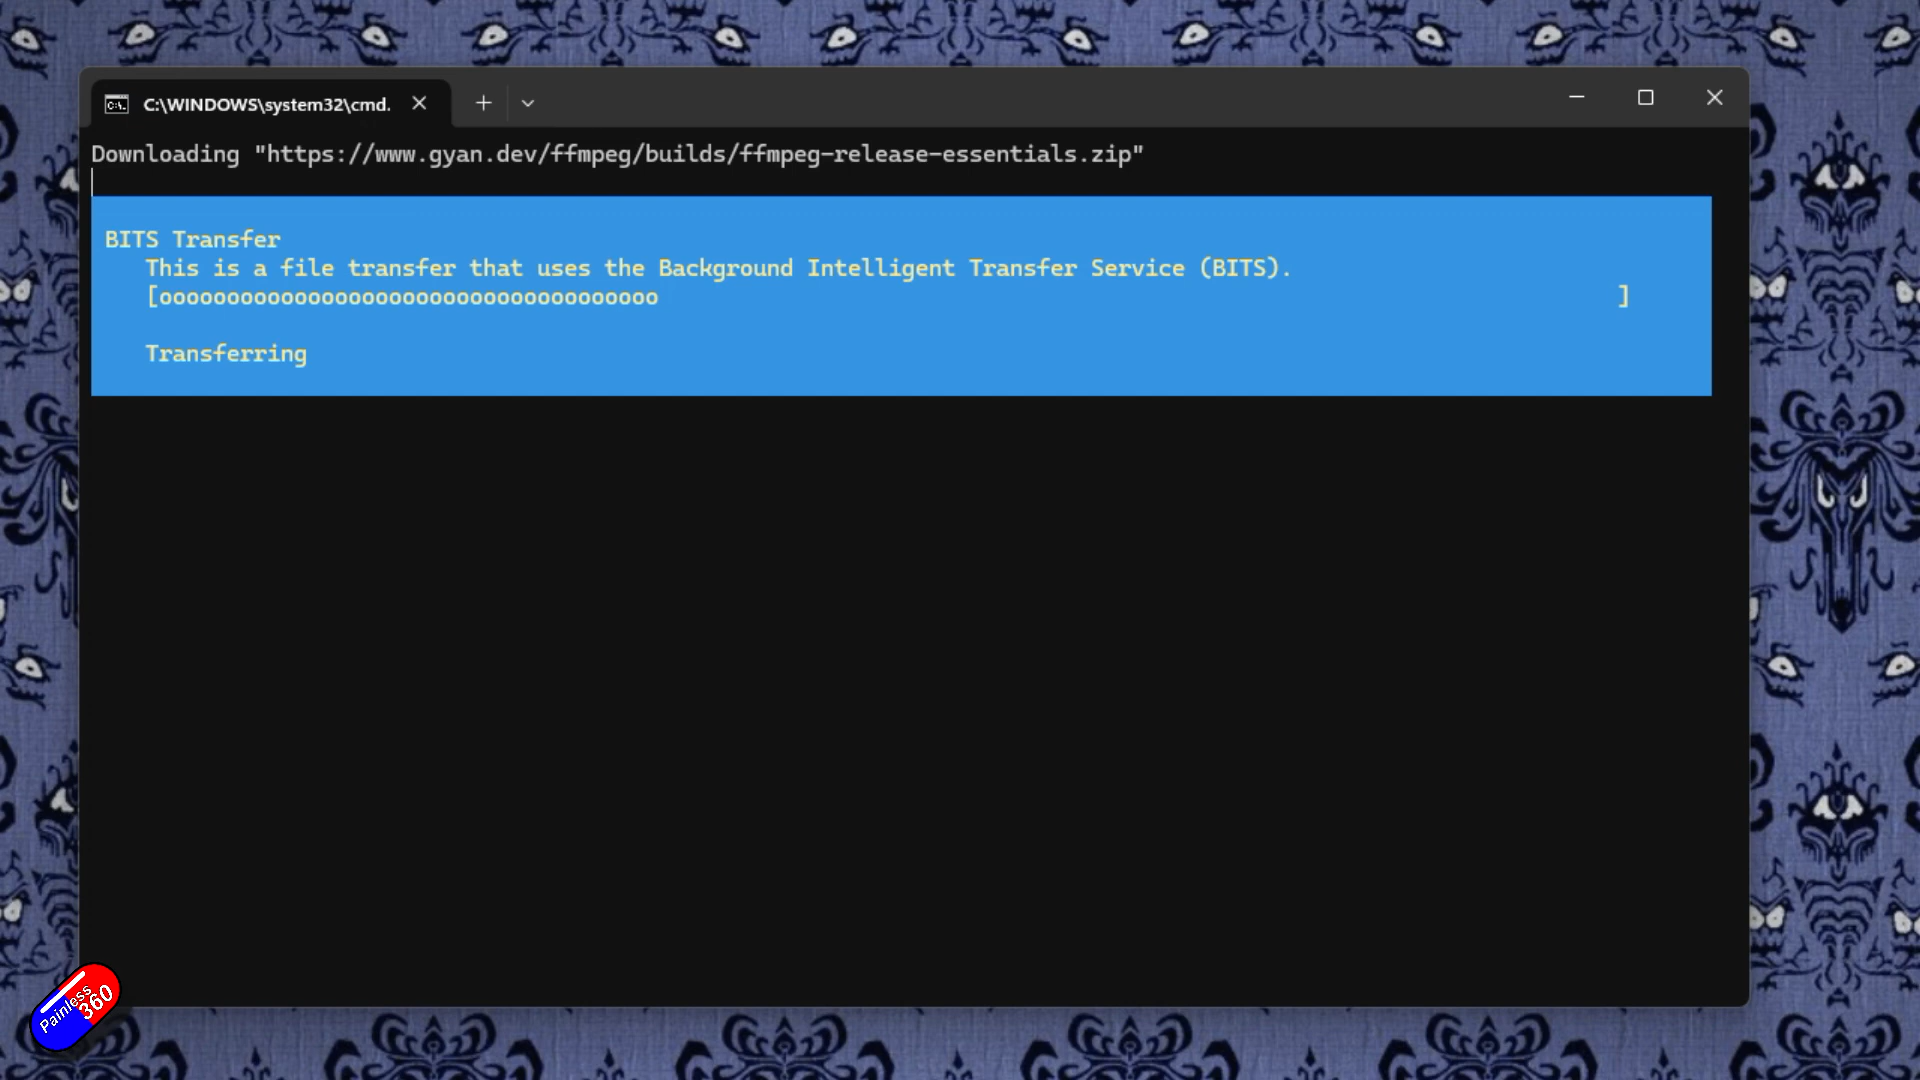 C:\WINDOWS\system32\cmd.
Downloading "https://www.gyan.dev/ffmpeg/builds/ffmpeg-release-essentials.zip"
BITS Transfer
This is a file transfer that uses the Background Intelligent Transfer Service (BITS).
[ooooooooooooooooooooooooooooooooooooo ]
Transferring
Painless
360